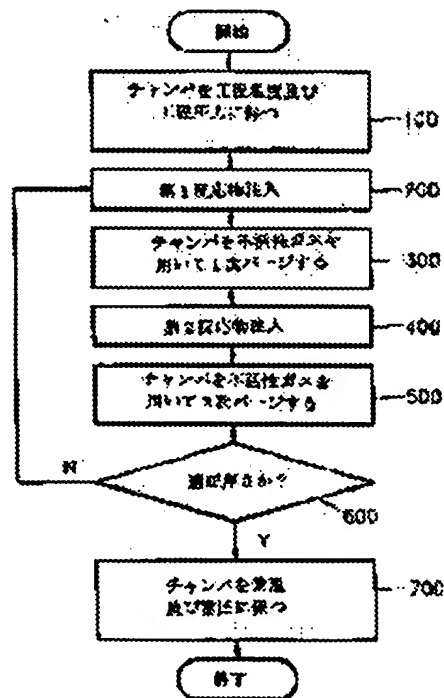 開始
チャンバを工程温度及び
工程圧力に保つ
100
第1反応物注入
200
チャンバを不活性ガスを
用いて1次パージする
300
第2反応物注入
400
チャンバを不活性ガスを
用いて2次パージする
500
適正厚さか?
N
600
Y
チャンバを常温
及び常圧に保つ
700
終了